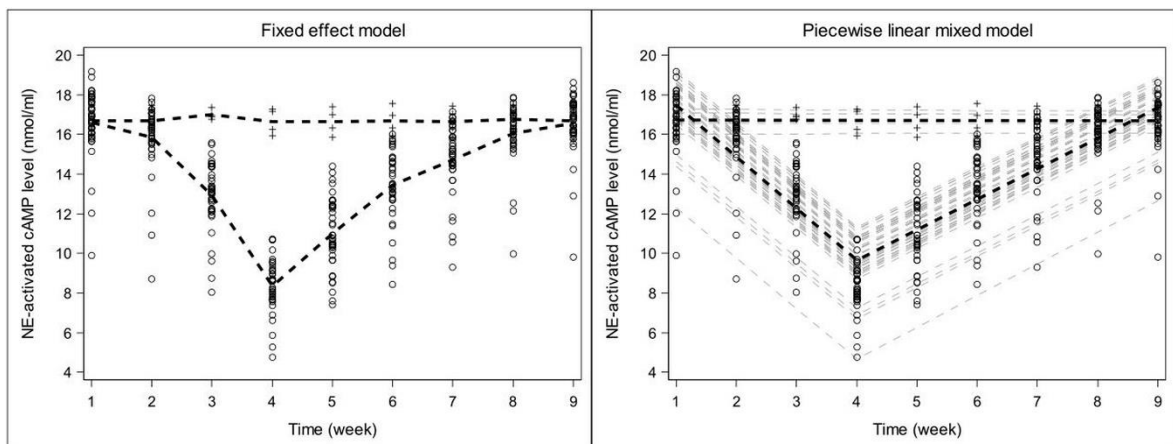 Fixed effect model
NE-activated cAMP level (nmol/ml)
20
18
16
14
12
10
8
6
4
1 2 3 4 5 6 7 8 9
Time (week)
Piecewise linear mixed model
NE-activated cAMP level (nmol/ml)
20
18
16
14
12
10
8
6
4
1 2 3 4 5 6 7 8 9
Time (week)